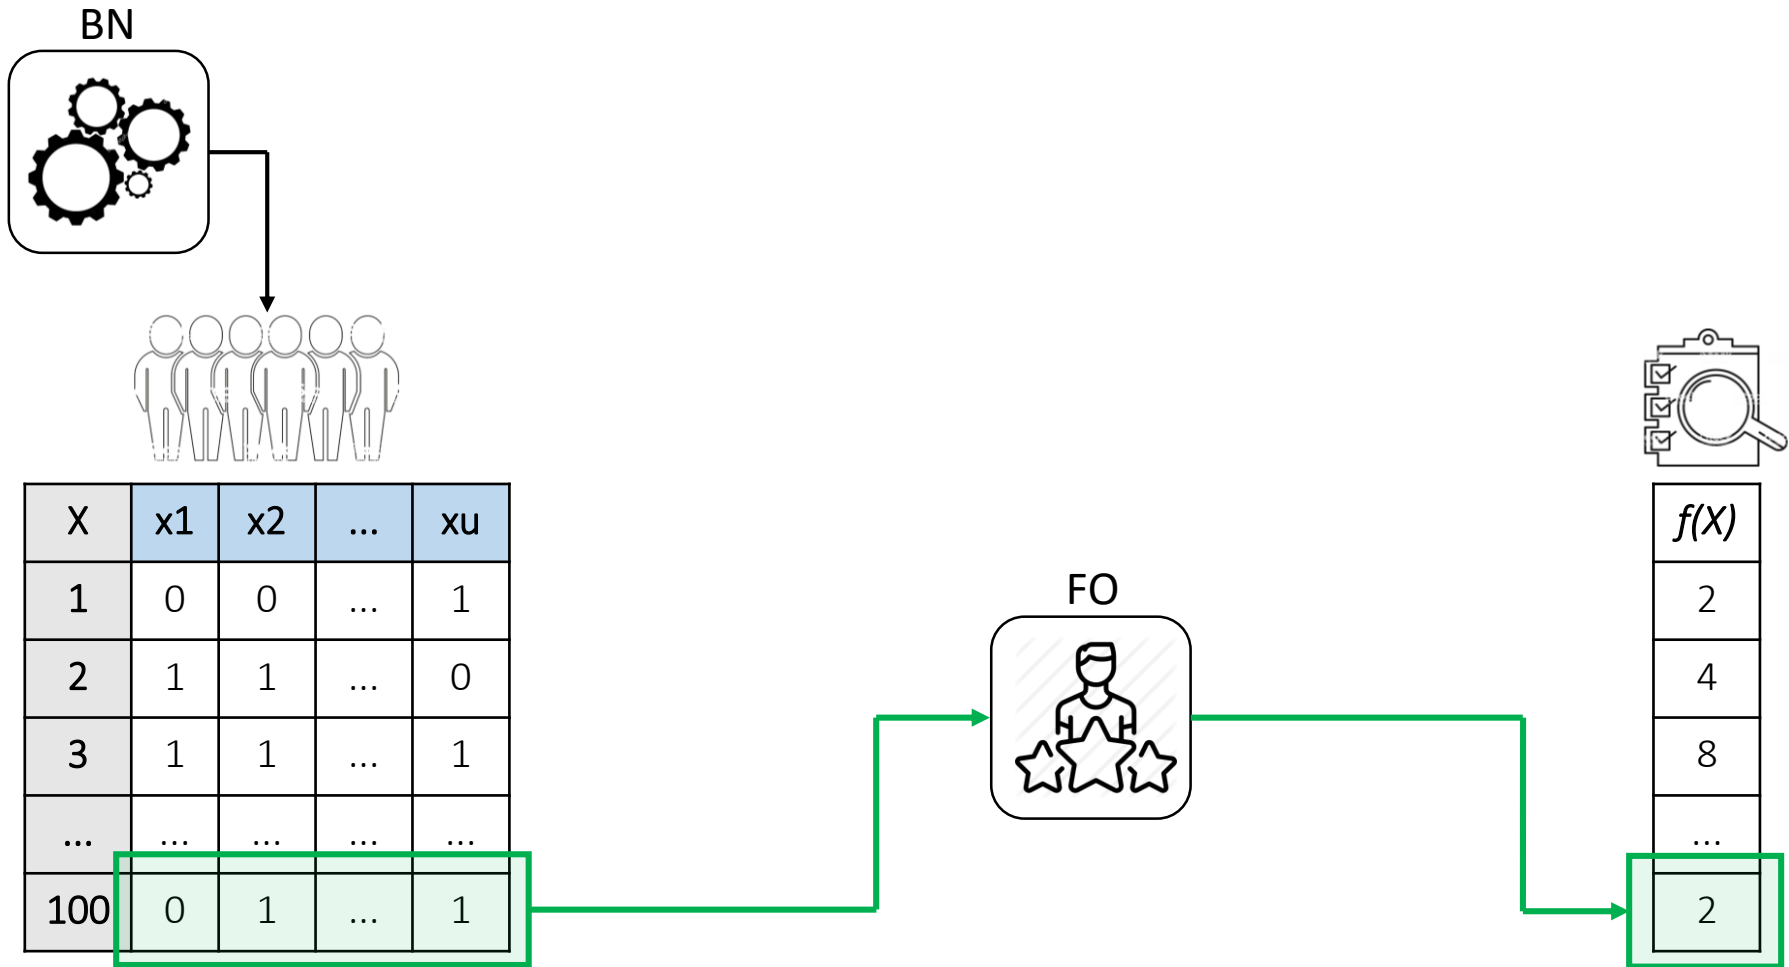 BN
X x1 x2 ... xu
1 0 0 ... 1
2 1 1 ... 0
3 1 1 ... 1
... ... ... ... ...
100 0 1 ... 1
FO
f(X)
2
4
8
...
2